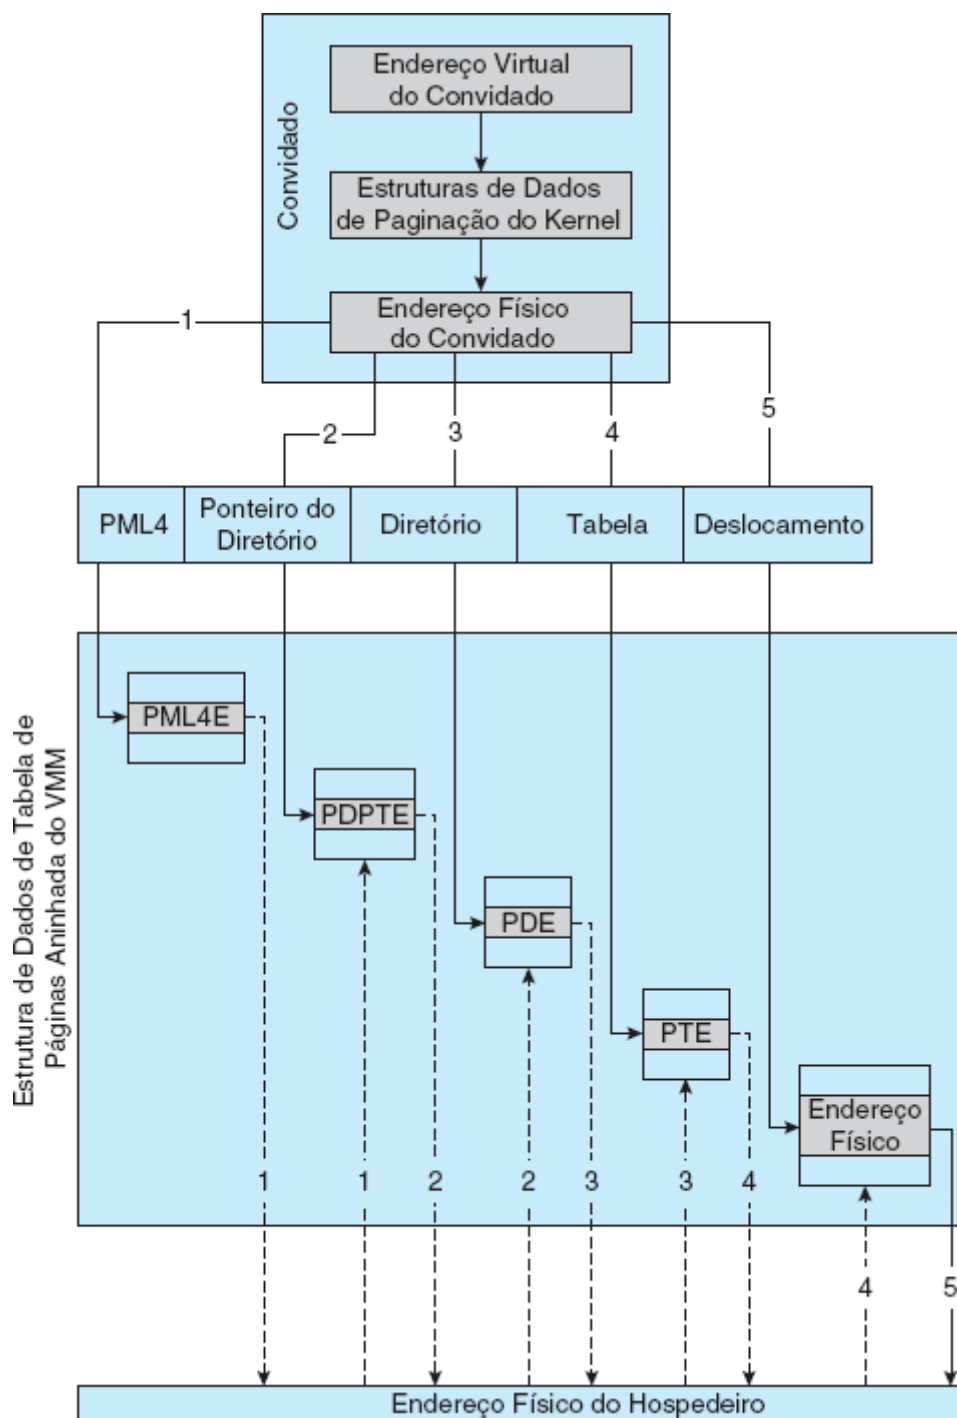 Endereço Virtual
do Convidado
Convidado
Estruturas de Dados
de Paginação do Kernel
Endereço Físico
do Convidado
1
2
3
4
5
PML4
Ponteiro do
Diretório
Diretório
Tabela
Deslocamento
Estrutura de Dados de Tabela de
Páginas Aninhada do VMM
PML4E
PDPTE
PDE
PTE
Endereço
Físico
1
1
2
2
3
3
4
4
5
Endereço Físico do Hospedeiro